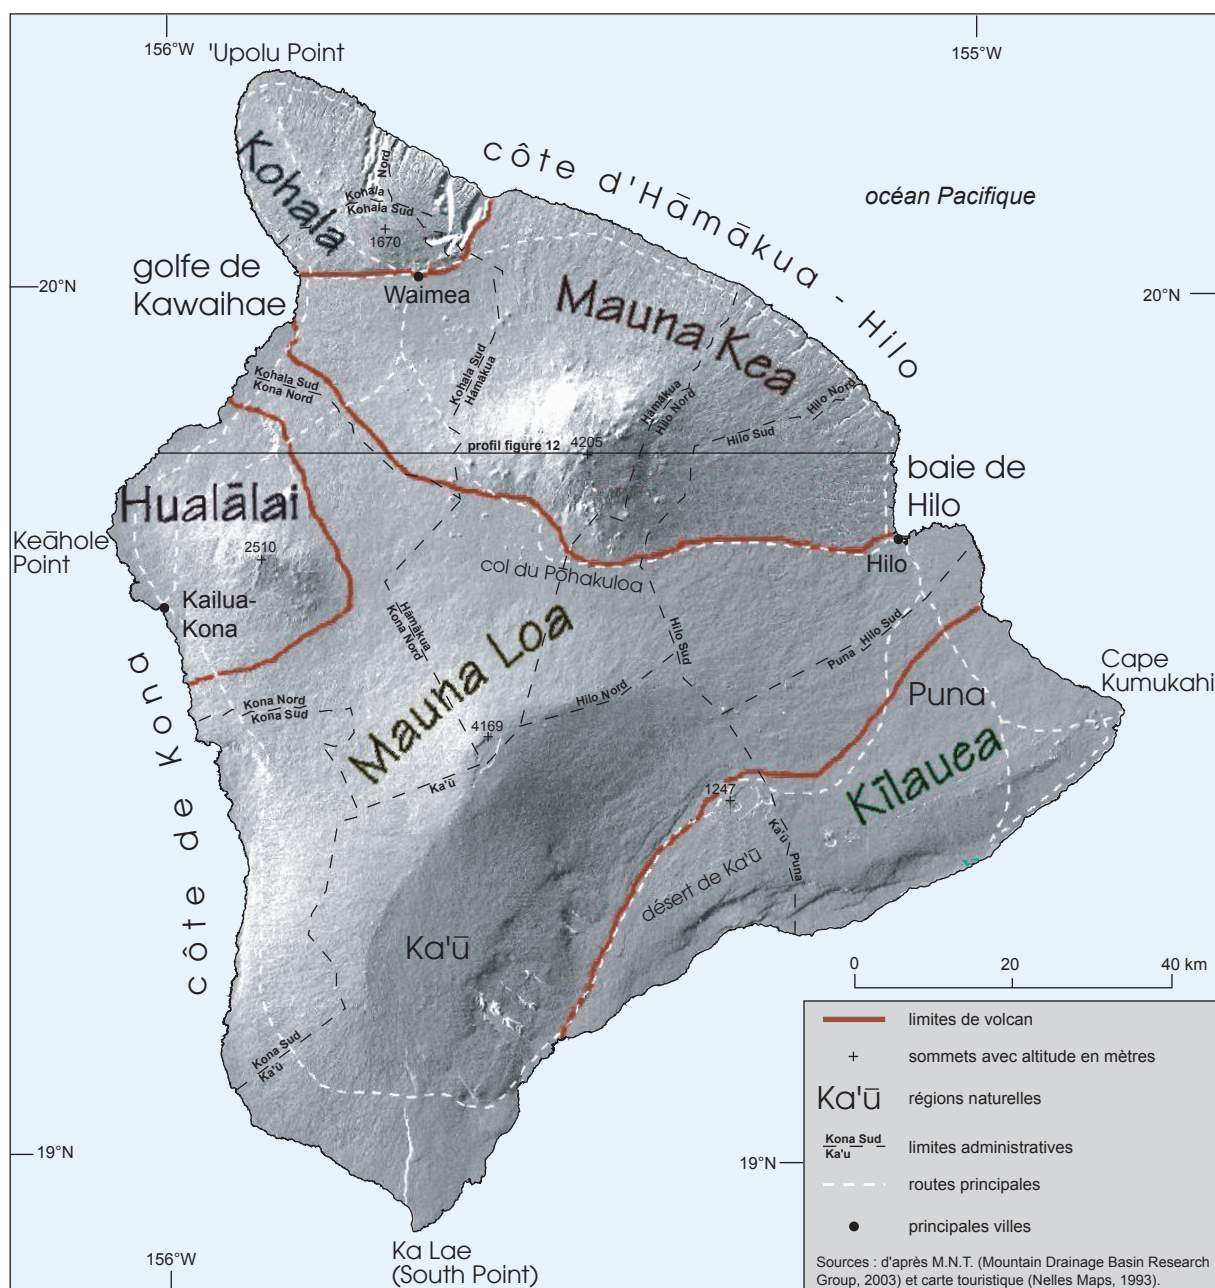 156°W
'Upolu Point
155°W
côte d'Hāmākua - Hilo
océan Pacifique
Kohala
Nord
Kohala
Kohala Sud
1670
golfe de
Kawaihae
20°N
20°N
Waimea
Mauna Kea
Kohala Sud
Hāmākua
Kohala Sud
Kona Nord
Hāmākua
Hilo Nord
Hilo Nord
Hilo Sud
profil figure 12
4205
baie de
Hilo
Hualālai
Keāhole
Point
2510
col du Pōhakuloa
Hilo
Kailua-
Kona
Hāmākua
Kona Nord
Mauna Loa
Hilo Sud
Puna
Hilo Sud
Cape
Kumukahi
Puna
Kona Nord
Kona Sud
Hilo Nord
4169
Ka'ū
côte de Kona
1247
Kīlauea
Ka'ū
Puna
désert de Ka'ū
Ka'ū
0 20 40 km
Kona Sud
Ka'ū
19°N
19°N
Ka Lae
(South Point)
156°W
limites de volcan
sommets avec altitude en mètres
Ka'ū régions naturelles
Kona Sud
Ka'u
limites administratives
routes principales
principales villes
Sources : d'après M.N.T. (Mountain Drainage Basin Research
Group, 2003) et carte touristique (Nelles Maps, 1993).